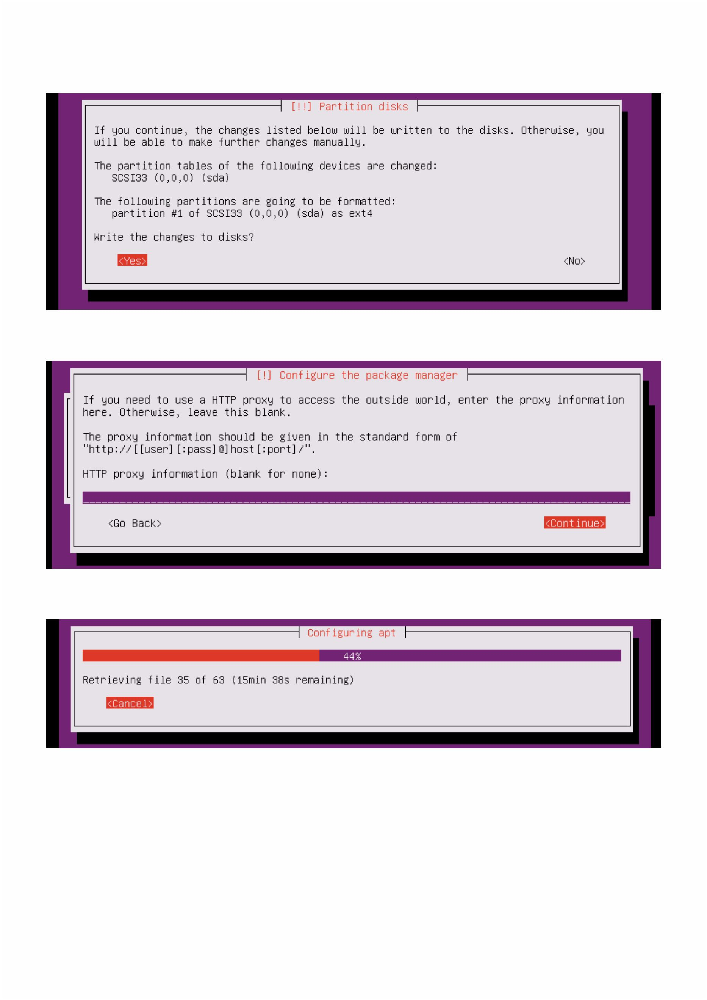 [!!] Partition disks
If you continue, the changes listed below will be written to the disks. Otherwise, you
will be able to make further changes manually.
The partition tables of the following devices are changed:
SCSI33 (0,0,0) (sda)
The following partitions are going to be formatted:
partition #1 of SCSI33 (0,0,0) (sda) as ext4
Write the changes to disks?
<Yes> <No>
[!] Configure the package manager
If you need to use a HTTP proxy to access the outside world, enter the proxy information
here. Otherwise, leave this blank.
The proxy information should be given in the standard form of
"http://[[user][:pass]@]host[:port]/".
HTTP proxy information (blank for none):
<Go Back> <Continue>
Configuring apt
44%
Retrieving file 35 of 63 (15min 38s remaining)
<Cancel>